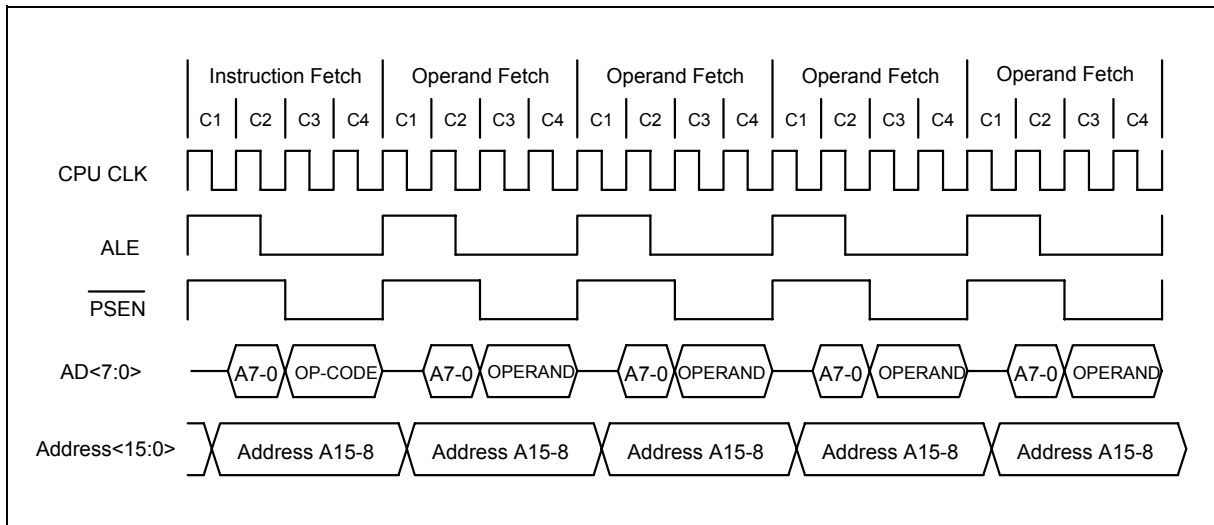 Instruction Fetch Operand Fetch Operand Fetch Operand Fetch Operand Fetch
C1 C2 C3 C4 C1 C2 C3 C4 C1 C2 C3 C4 C1 C2 C3 C4 C1 C2 C3 C4
CPU CLK
ALE
PSEN
AD<7:0> A7-0 OP-CODE A7-0 OPERAND A7-0 OPERAND A7-0 OPERAND A7-0 OPERAND
Address<15:0> Address A15-8 Address A15-8 Address A15-8 Address A15-8 Address A15-8